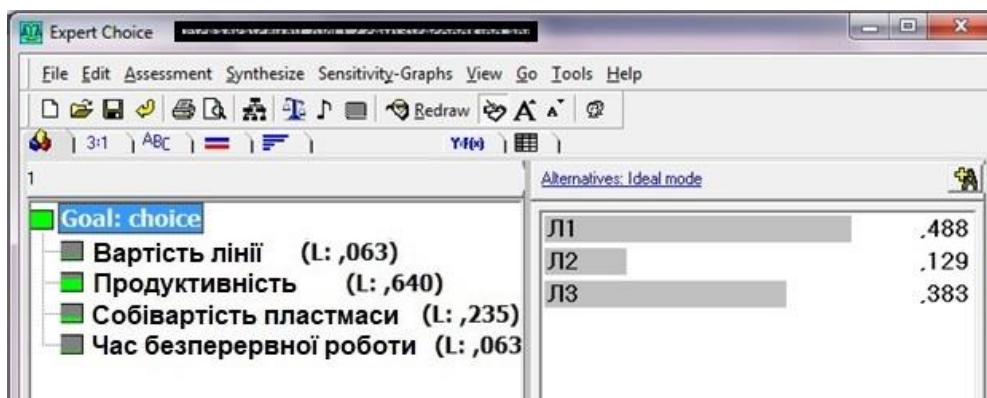 Expert Choice
File Edit Assessment Synthesize Sensitivity-Graphs View Go Tools Help
Redraw A A
3:1 ABC Y=F(x)
1
Alternatives: Ideal mode
Goal: choice
Вартість лінії (L: ,063)
Продуктивність (L: ,640)
Собівартість пластмаси (L: ,235)
Час безперервної роботи (L: ,063
Л1 ,488
Л2 ,129
Л3 ,383